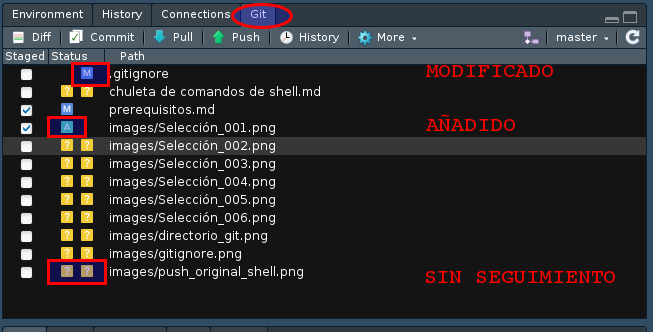 Environment History Connections Git
Diff Commit Pull Push History More master
Staged Status Path
M .gitignore MODIFICADO
? ? chuleta de comandos de shell.md
M prerequisitos.md
A images/Selección_001.png AÑADIDO
? ? images/Selección_002.png
? ? images/Selección_003.png
? ? images/Selección_004.png
? ? images/Selección_005.png
? ? images/Selección_006.png
? ? images/directorio_git.png
? ? images/gitignore.png
? ? images/push_original_shell.png SIN SEGUIMIENTO